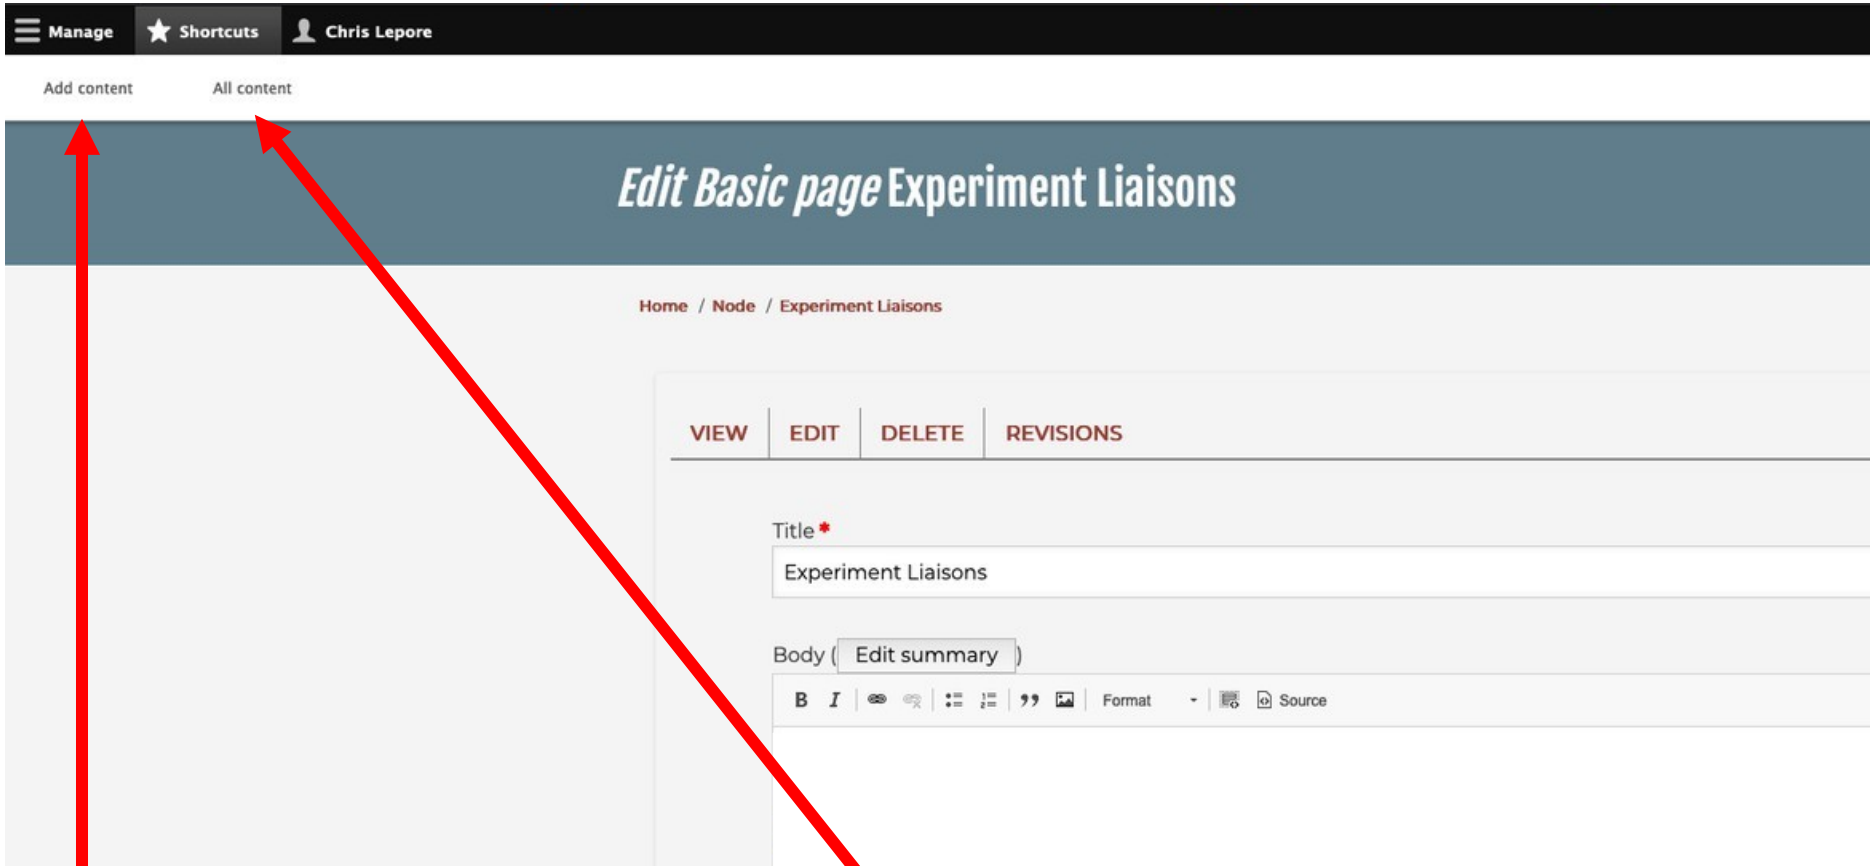 Manage Shortcuts Chris Lepore
Add content All content
Edit Basic page Experiment Liaisons
Home / Node / Experiment Liaisons
VIEW EDIT DELETE REVISIONS
Title *
Experiment Liaisons
Body ( Edit summary )
B I Format Source